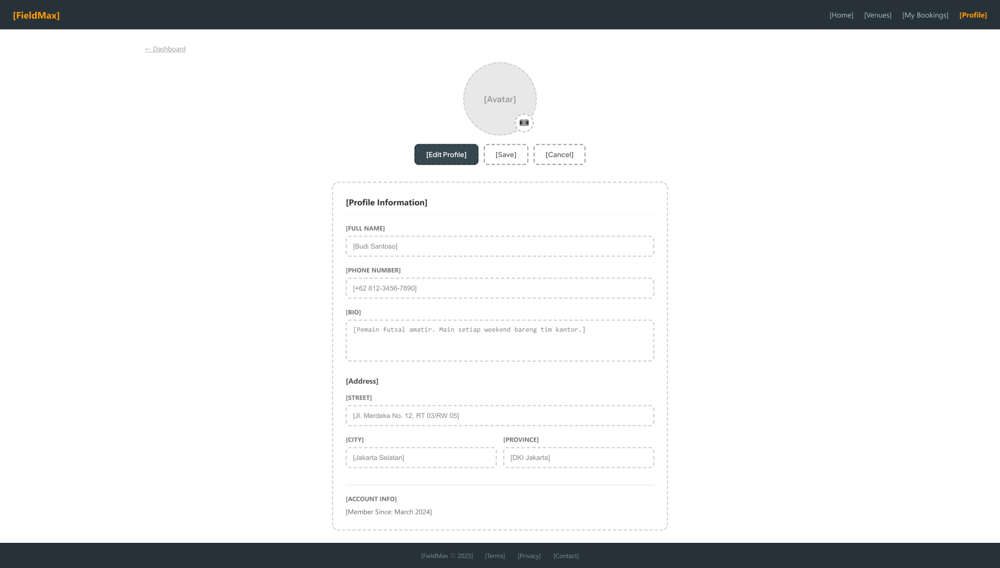 [FieldMax]
[Home] [Venues] [My Bookings] [Profile]
← Dashboard
[Avatar]
[Edit Profile] [Save] [Cancel]
[Profile Information]
[FULL NAME]
[Budi Santoso]
[PHONE NUMBER]
[+62 812-3456-7890]
[BIO]
[Pemain futsal amatir. Main setiap weekend bareng tim kantor.]
[Address]
[STREET]
[Jl. Merdeka No. 12, RT 03/RW 05]
[CITY] [PROVINCE]
[Jakarta Selatan] [DKI Jakarta]
[ACCOUNT INFO]
[Member Since: March 2024]
[FieldMax © 2025] [Terms] [Privacy] [Contact]